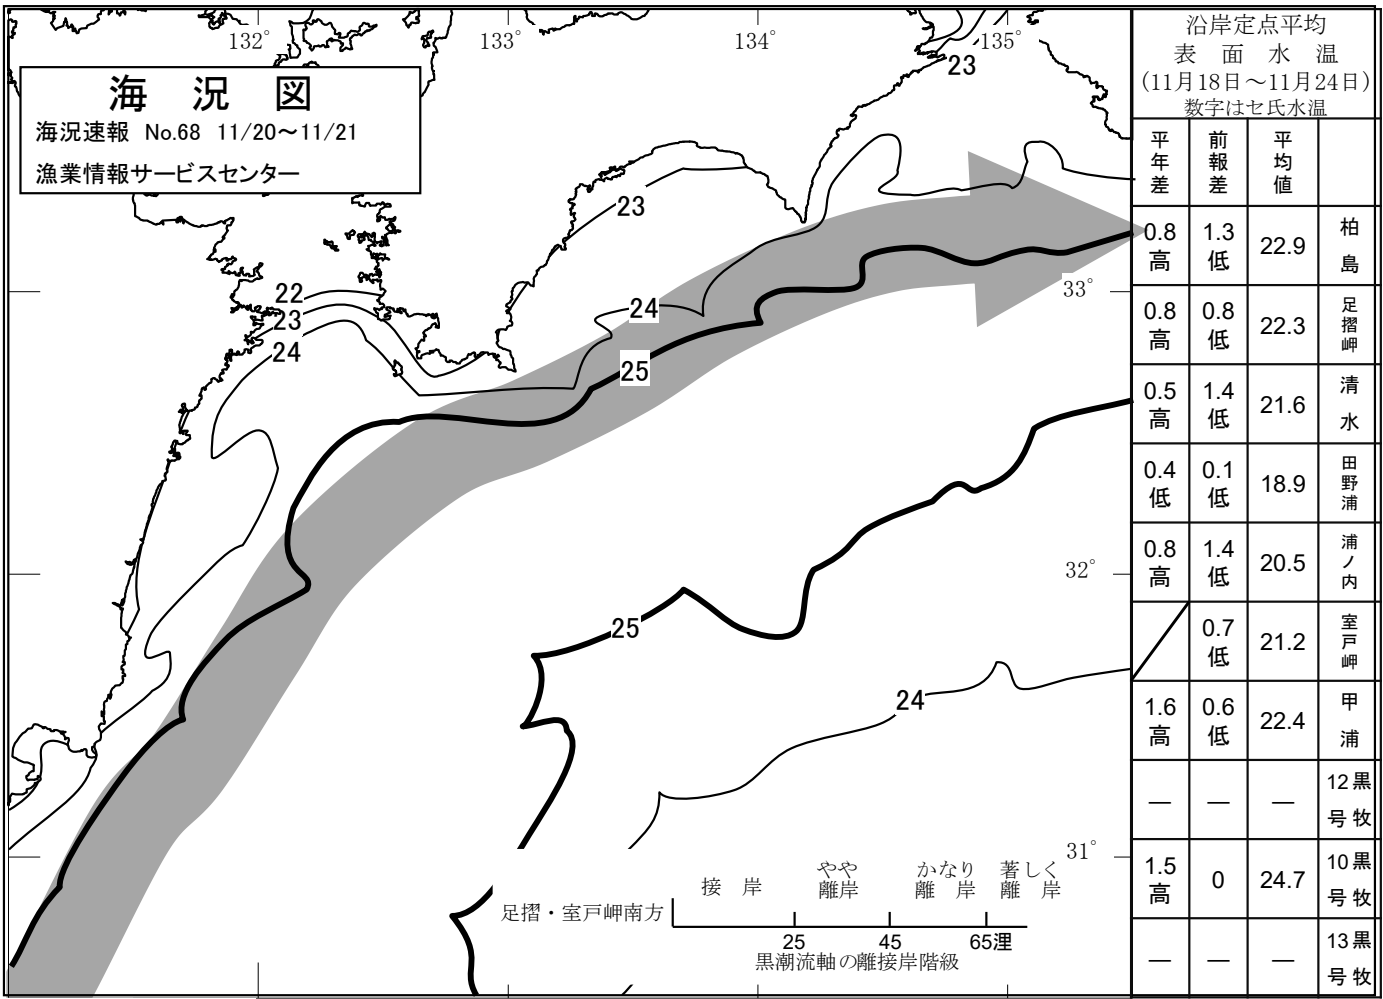 132°
133°
134°
135°
海 況 図
海況速報 No.68 11/20～11/21
漁業情報サービスセンター
23
23
22
23
24
24
25
33°
32°
25
24
31°
接 岸
やや
離岸
かなり
離 岸
著しく
離 岸
足摺・室戸岬南方
25 45 65浬
黒潮流軸の離接岸階級
沿岸定点平均
表 面 水 温
(11月18日～11月24日)
数字はセ氏水温
平年差 前報差 平均値
0.8高 1.3低 22.9 柏島
0.8高 0.8低 22.3 足摺岬
0.5高 1.4低 21.6 清水
0.4低 0.1低 18.9 田野浦
0.8高 1.4低 20.5 浦ノ内
0.7低 21.2 室戸岬
1.6高 0.6低 22.4 甲浦
— — — 黒牧12号
1.5高 0 24.7 黒牧10号
— — — 黒牧13号